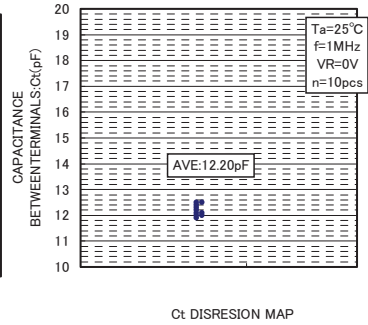 20
19
18
17
16
15
14
13
12
11
10
CAPACITANCE
BETWEENTERMINALS:Ct(pF)
Ta=25°C
f=1MHz
VR=0V
n=10pcs
AVE:12.20pF
Ct DISRESION MAP